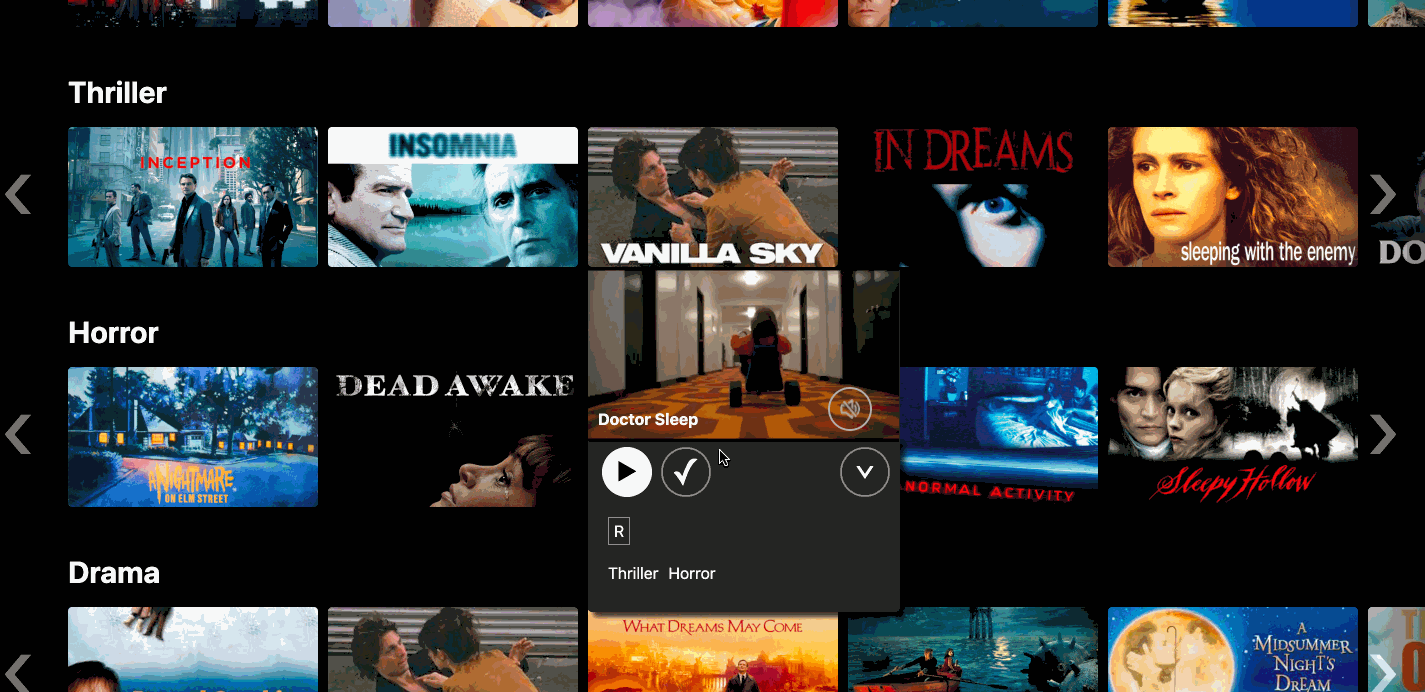 Thriller
INCEPTION
INSOMNIA
VANILLA SKY
IN DREAMS
sleeping with the enemy
DO
Horror
DEAD AWAKE
A NIGHTMARE
ON ELM STREET
Doctor Sleep
R
Thriller Horror
NORMAL ACTIVITY
Sleepy Hollow
Drama
WHAT DREAMS MAY COME
A
MIDSUMMER
NIGHT'S
DREAM